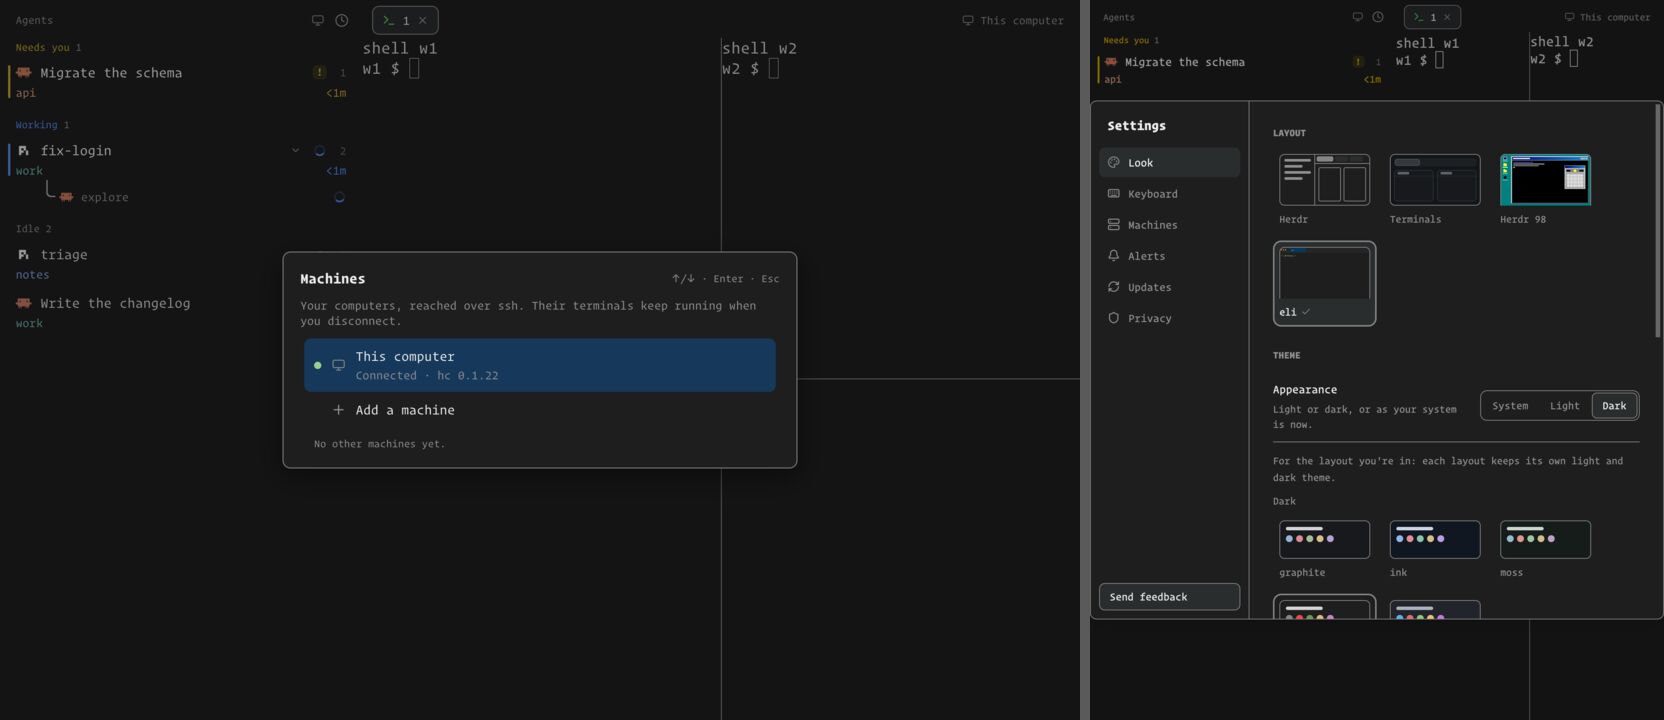 Agents
1
This computer
Needs you 1
Migrate the schema
! 1
api
<1m
Working 1
fix-login
2
work
<1m
explore
Idle 2
triage
notes
Write the changelog
work
shell w1
w1 $
shell w2
w2 $
Machines
↑/↓ · Enter · Esc
Your computers, reached over ssh. Their terminals keep running when
you disconnect.
This computer
Connected · hc 0.1.22
+ Add a machine
No other machines yet.
Agents
1
This computer
Needs you 1
Migrate the schema
! 1
api
<1m
shell w1
w1 $
shell w2
w2 $
Settings
Look
Keyboard
Machines
Alerts
Updates
Privacy
Send feedback
LAYOUT
Herdr
Terminals
Herdr 98
eli ✓
THEME
Appearance
Light or dark, or as your system
is now.
System
Light
Dark
For the layout you're in: each layout keeps its own light and
dark theme.
Dark
graphite
ink
moss